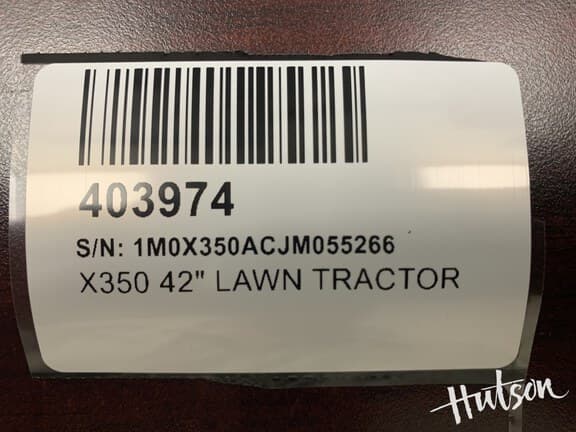 403974
S/N: 1M0X350ACJM055266
X350 42" LAWN TRACTOR
Hutson